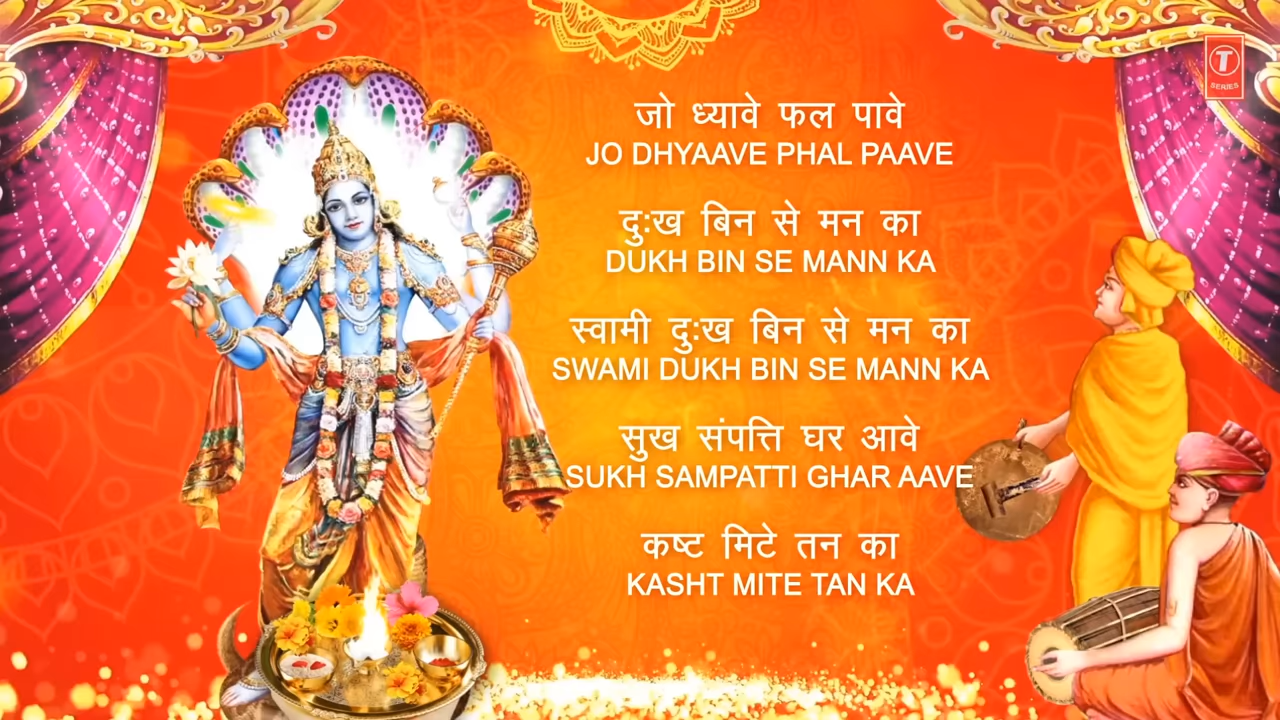 जो ध्यावे फल पावे
JO DHYAAVE PHAL PAAVE
दुःख बिन से मन का
DUKH BIN SE MANN KA
स्वामी दुःख बिन से मन का
SWAMI DUKH BIN SE MANN KA
सुख संपत्ति घर आवे
SUKH SAMPATTI GHAR AAVE
कष्ट मिटे तन का
KASHT MITE TAN KA
T
SERIES